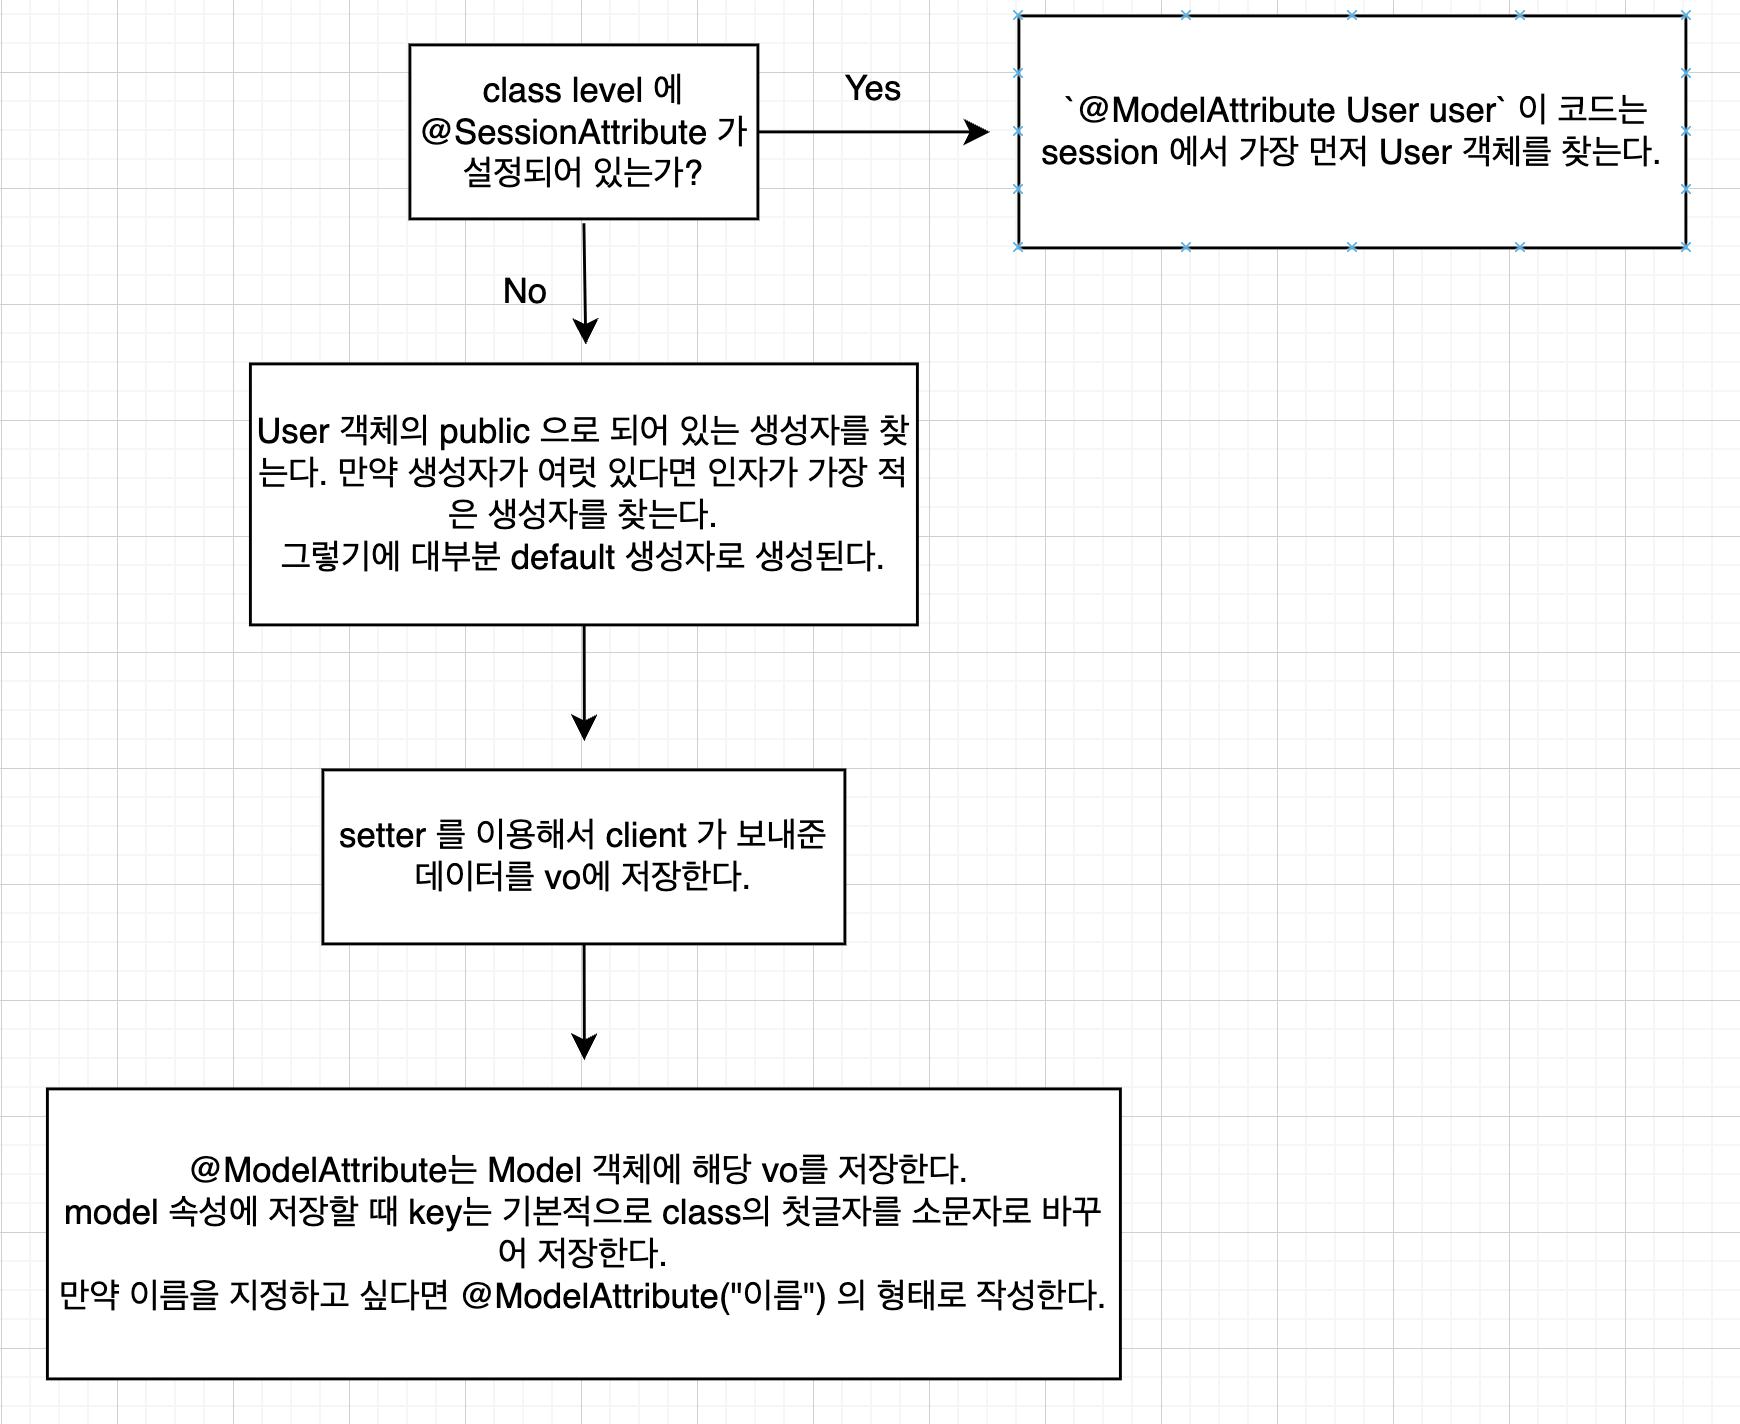 class level 에
@SessionAttribute 가
설정되어 있는가?
Yes
`@ModelAttribute User user` 이 코드는
session 에서 가장 먼저 User 객체를 찾는다.
No
User 객체의 public 으로 되어 있는 생성자를 찾
는다. 만약 생성자가 여럿 있다면 인자가 가장 적
은 생성자를 찾는다.
그렇기에 대부분 default 생성자로 생성된다.
setter 를 이용해서 client 가 보내준
데이터를 vo에 저장한다.
@ModelAttribute는 Model 객체에 해당 vo를 저장한다.
model 속성에 저장할 때 key는 기본적으로 class의 첫글자를 소문자로 바꾸
어 저장한다.
만약 이름을 지정하고 싶다면 @ModelAttribute("이름") 의 형태로 작성한다.